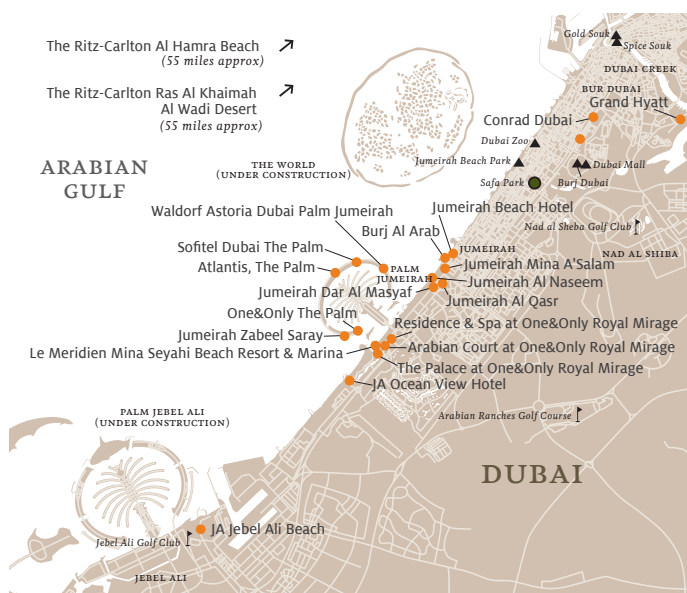 Gold Souk
Spice Souk
The Ritz-Carlton Al Hamra Beach
(55 miles approx)
DUBAI CREEK
The Ritz-Carlton Ras Al Khaimah
Al Wadi Desert
(55 miles approx)
BUR DUBAI
Grand Hyatt
Conrad Dubai
Dubai Zoo
ARABIAN
GULF
THE WORLD
(UNDER CONSTRUCTION)
Jumeirah Beach Park
Dubai Mall
Safa Park
Burj Dubai
Waldorf Astoria Dubai Palm Jumeirah
Jumeirah Beach Hotel
Nad al Sheba Golf Club
Burj Al Arab
Sofitel Dubai The Palm
JUMEIRAH
NAD AL SHIBA
Atlantis, The Palm
PALM
JUMEIRAH
Jumeirah Mina A'Salam
Jumeirah Al Naseem
Jumeirah Dar Al Masyaf
Jumeirah Al Qasr
One&Only The Palm
Residence & Spa at One&Only Royal Mirage
Jumeirah Zabeel Saray
Arabian Court at One&Only Royal Mirage
Le Meridien Mina Seyahi Beach Resort & Marina
The Palace at One&Only Royal Mirage
JA Ocean View Hotel
PALM JEBEL ALI
(UNDER CONSTRUCTION)
Arabian Ranches Golf Course
DUBAI
JA Jebel Ali Beach
Jebel Ali Golf Club
JEBEL ALI